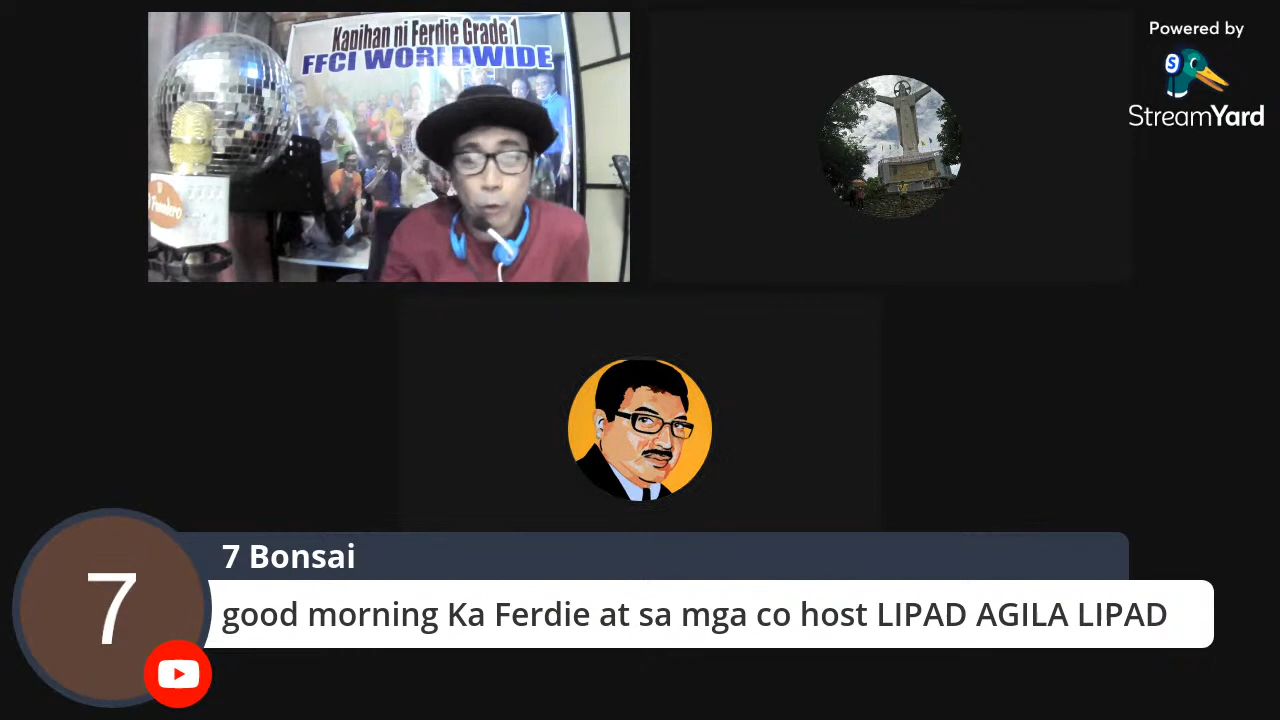 Kapihan ni Ferdie Grade 1
FFCI WORLDWIDE
Powered by
StreamYard
7 Bonsai
7
good morning Ka Ferdie at sa mga co host LIPAD AGILA LIPAD